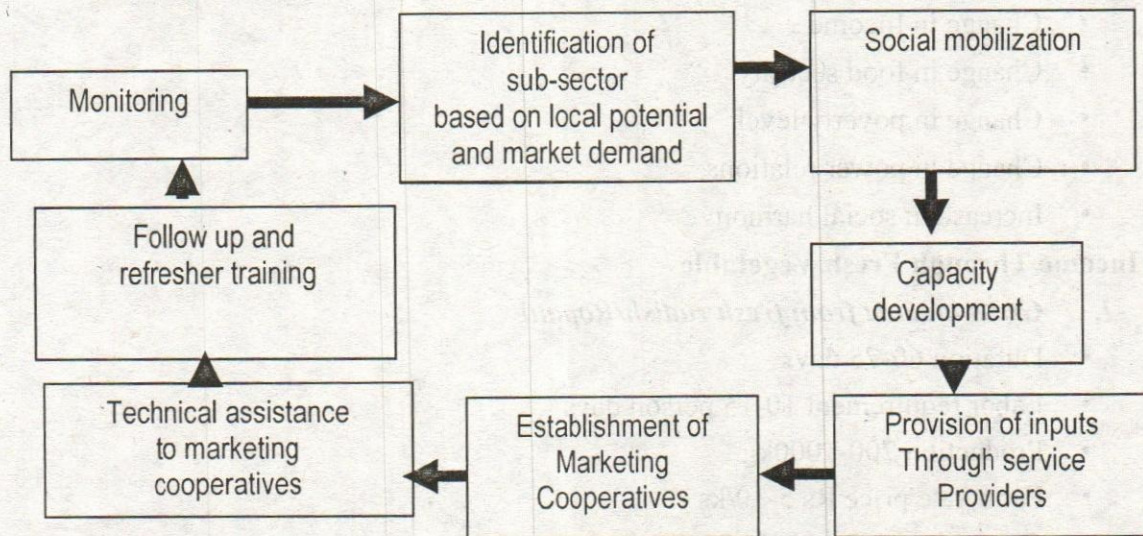 Identification of
sub-sector
based on local potential
and market demand
Social mobilization
Monitoring
Follow up and
refresher training
Capacity
development
Technical assistance
to marketing
cooperatives
Establishment of
Marketing
Cooperatives
Provision of inputs
Through service
Providers